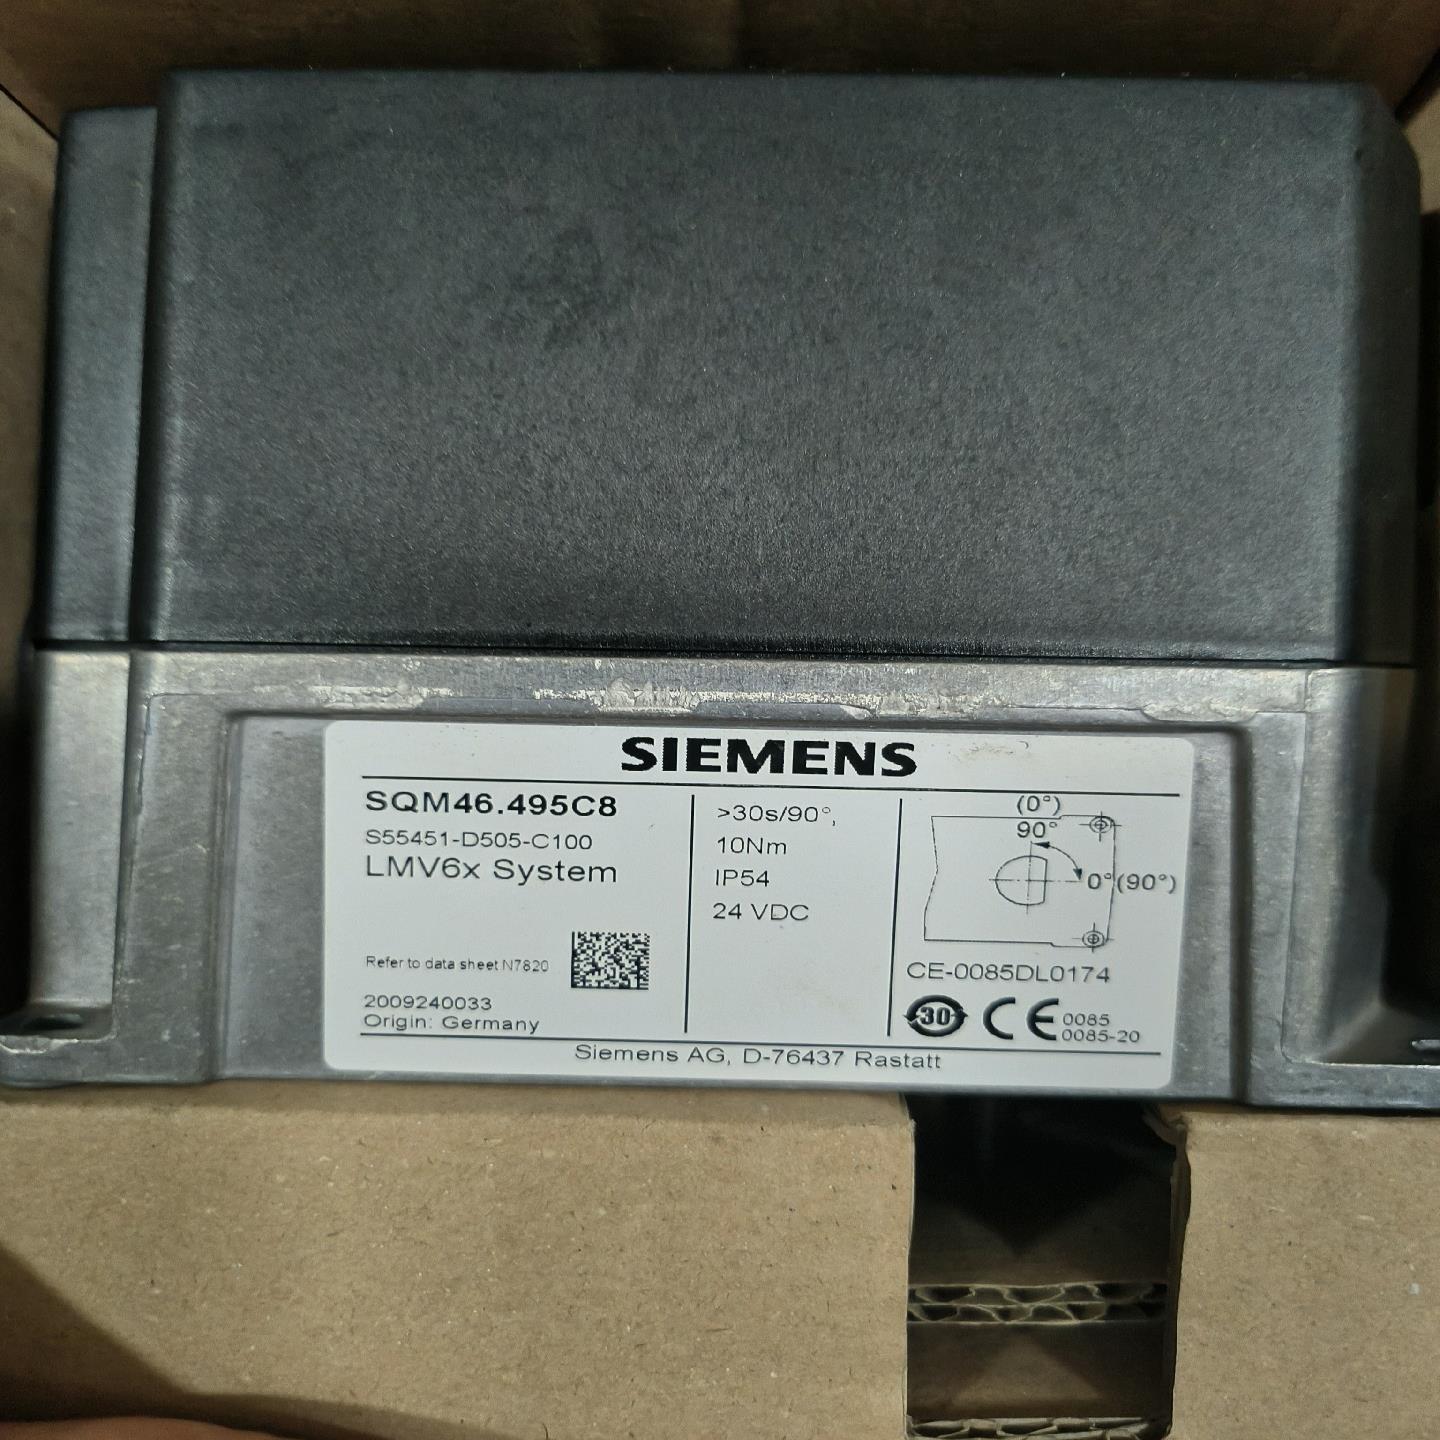 SIEMENS
SQM46.495C8
S55451-D505-C100
LMV6x System
Refer to data sheet N7820
2009240033
Origin: Germany
>30s/90°,
10Nm
IP54
24 VDC
(0°)
90°
0°(90°)
CE-0085DL0174
30 CE 0085
0085-20
Siemens AG, D-76437 Rastatt